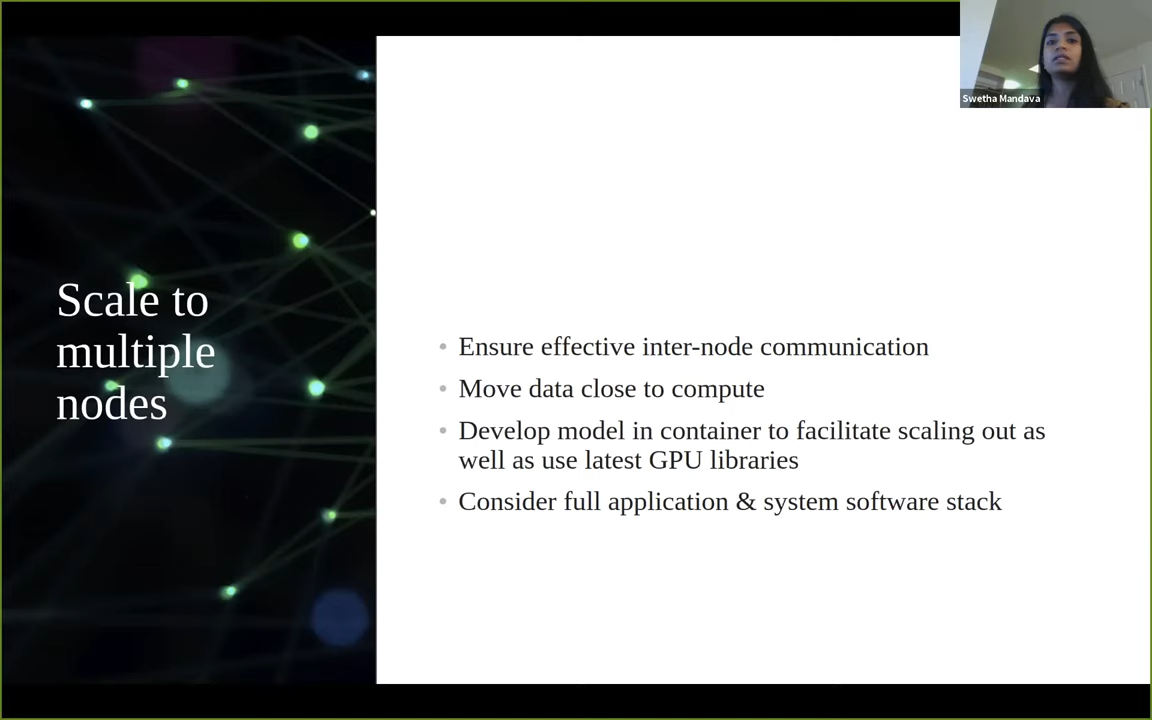 Swetha Mandava
Scale to
multiple
nodes
• Ensure effective inter-node communication
• Move data close to compute
• Develop model in container to facilitate scaling out as
well as use latest GPU libraries
• Consider full application & system software stack